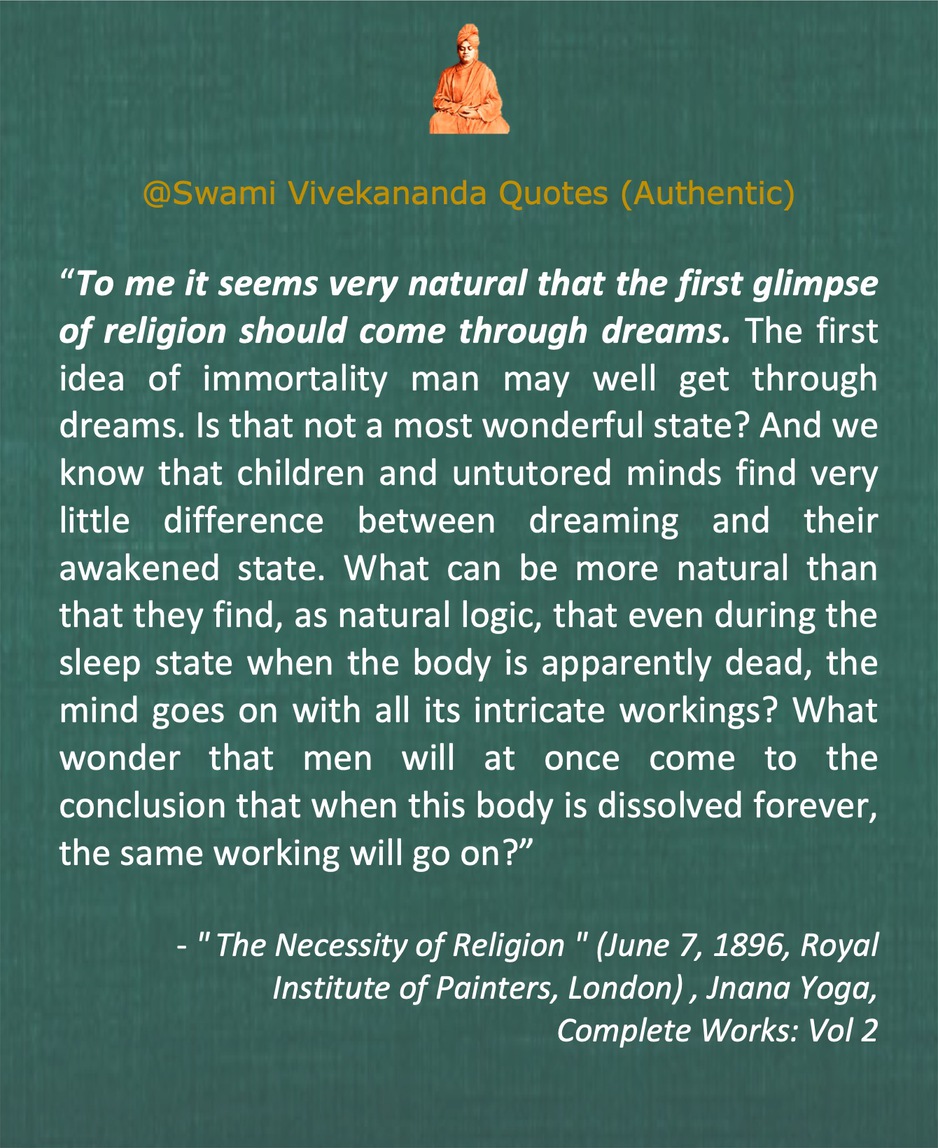 @Swami Vivekananda Quotes (Authentic)
“To me it seems very natural that the first glimpse
of religion should come through dreams. The first
idea of immortality man may well get through
dreams. Is that not a most wonderful state? And we
know that children and untutored minds find very
little difference between dreaming and their
awakened state. What can be more natural than
that they find, as natural logic, that even during the
sleep state when the body is apparently dead, the
mind goes on with all its intricate workings? What
wonder that men will at once come to the
conclusion that when this body is dissolved forever,
the same working will go on?”
- " The Necessity of Religion " (June 7, 1896, Royal
Institute of Painters, London) , Jnana Yoga,
Complete Works: Vol 2